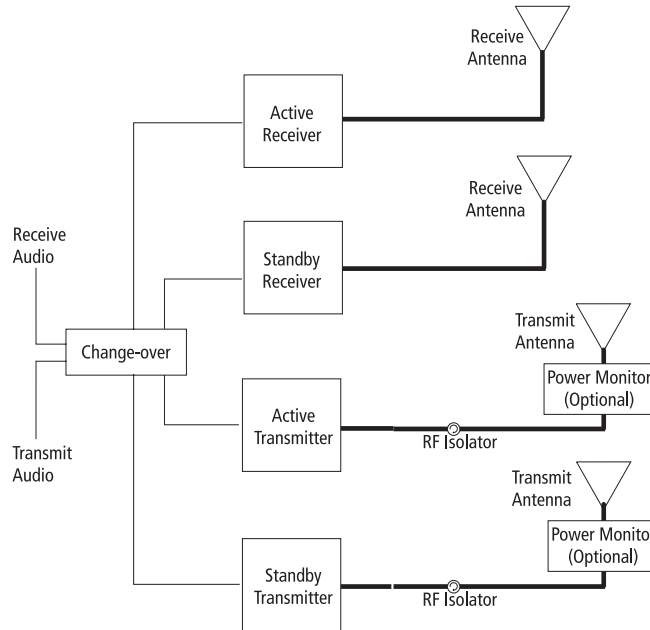 Receive
Antenna
Active
Receiver
Receive
Antenna
Receive
Audio
Standby
Receiver
Transmit
Antenna
Change-over
Power Monitor
(Optional)
Active
Transmitter
RF Isolator
Transmit
Audio
Transmit
Antenna
Power Monitor
(Optional)
Standby
Transmitter
RF Isolator